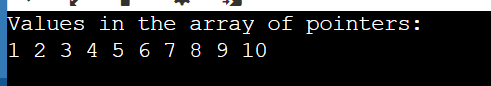 Values in the array of pointers:
1 2 3 4 5 6 7 8 9 10